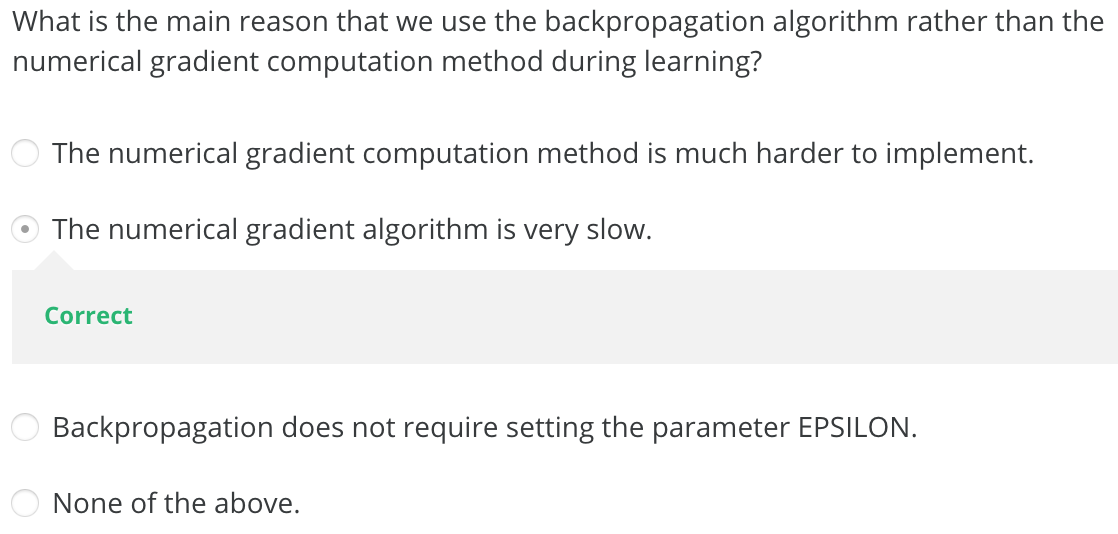 What is the main reason that we use the backpropagation algorithm rather than the
numerical gradient computation method during learning?
The numerical gradient computation method is much harder to implement.
The numerical gradient algorithm is very slow.
Correct
Backpropagation does not require setting the parameter EPSILON.
None of the above.